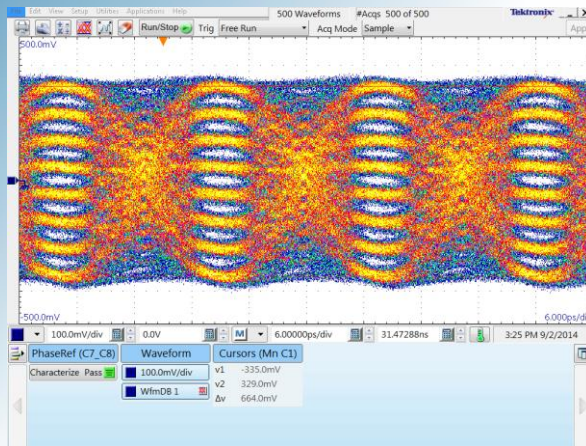 File Edit View Setup Utilities Applications Help
500 Waveforms #Acqs 500 of 500 Tektronix
Run/Stop Trig Free Run Acq Mode Sample App
500.0mV
-500.0mV 6.000ps/di
100.0mV/div 0.0V M 6.00000ps/div 31.47288ns 3:25 PM 9/2/2014
PhaseRef (C7_C8) Waveform Cursors (Mn C1)
Characterize Pass 100.0mV/div v1 -335.0mV
v2 329.0mV
WfmDB 1 Δv 664.0mV